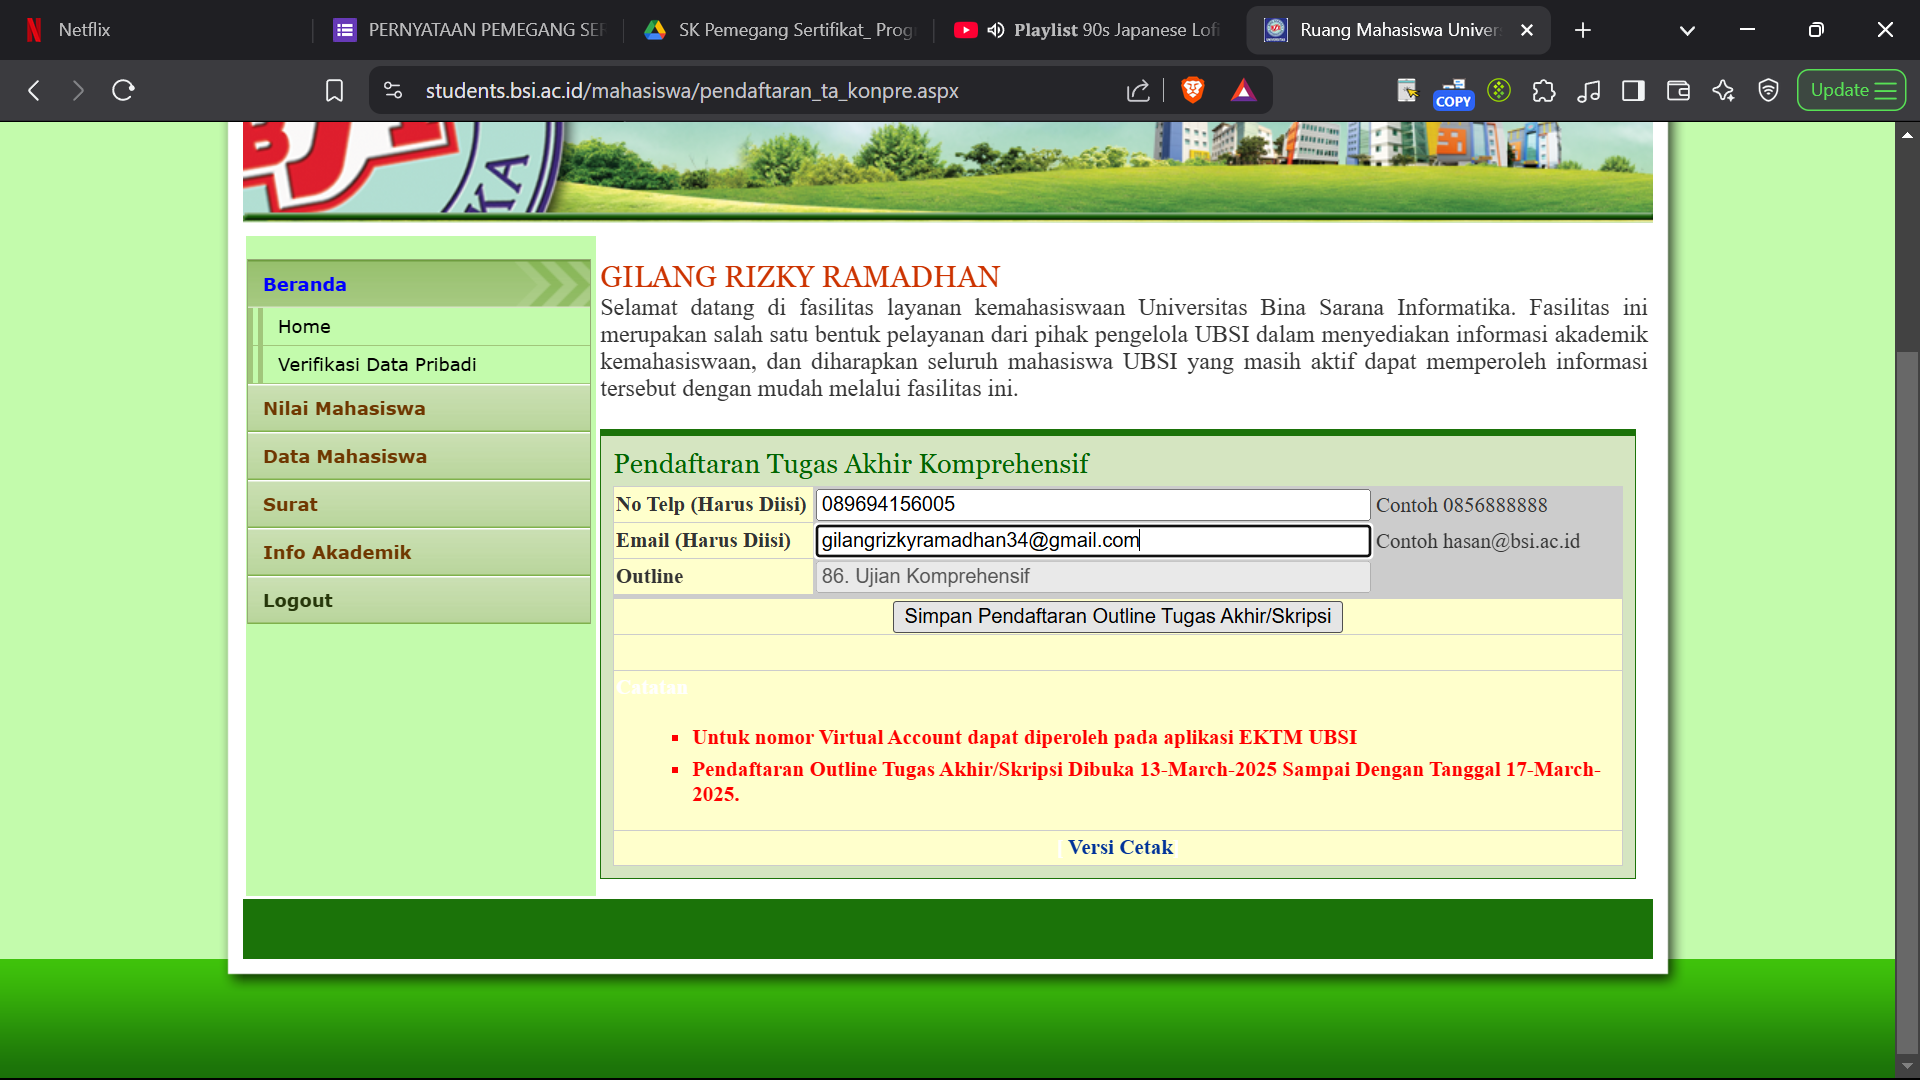 Netflix
PERNYATAAN PEMEGANG SER
SK Pemegang Sertifikat_ Progr
Playlist 90s Japanese Lofi
Ruang Mahasiswa Univers
students.bsi.ac.id/mahasiswa/pendaftaran_ta_konpre.aspx
COPY
Update
Beranda
Home
Verifikasi Data Pribadi
Nilai Mahasiswa
Data Mahasiswa
Surat
Info Akademik
Logout
GILANG RIZKY RAMADHAN
Selamat datang di fasilitas layanan kemahasiswaan Universitas Bina Sarana Informatika. Fasilitas ini
merupakan salah satu bentuk pelayanan dari pihak pengelola UBSI dalam menyediakan informasi akademik
kemahasiswaan, dan diharapkan seluruh mahasiswa UBSI yang masih aktif dapat memperoleh informasi
tersebut dengan mudah melalui fasilitas ini.
Pendaftaran Tugas Akhir Komprehensif
No Telp (Harus Diisi) 089694156005 Contoh 0856888888
Email (Harus Diisi) gilangrizkyramadhan34@gmail.com Contoh hasan@bsi.ac.id
Outline 86. Ujian Komprehensif
Simpan Pendaftaran Outline Tugas Akhir/Skripsi
Catatan
Untuk nomor Virtual Account dapat diperoleh pada aplikasi EKTM UBSI
Pendaftaran Outline Tugas Akhir/Skripsi Dibuka 13-March-2025 Sampai Dengan Tanggal 17-March-
2025.
Versi Cetak